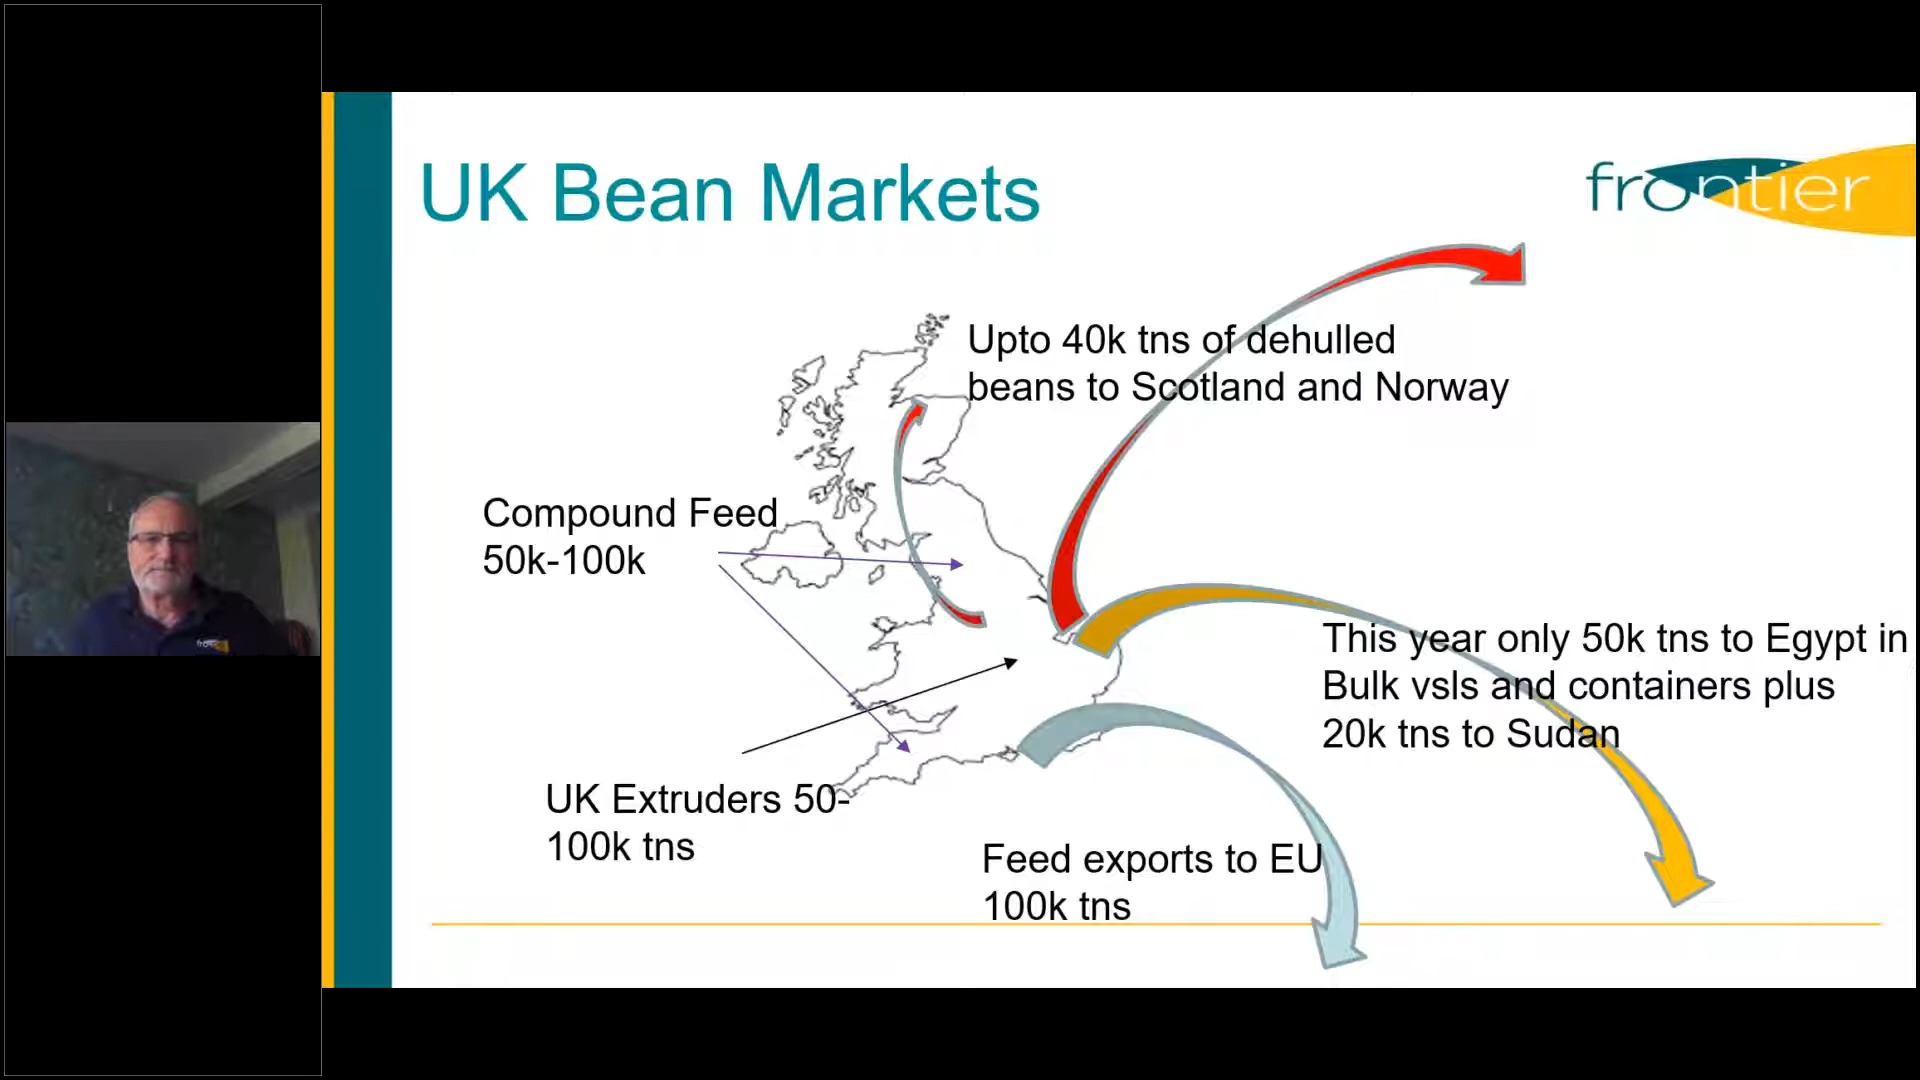 UK Bean Markets
frontier
Upto 40k tns of dehulled
beans to Scotland and Norway
Compound Feed
50k-100k
This year only 50k tns to Egypt in
Bulk vsls and containers plus
20k tns to Sudan
UK Extruders 50-
100k tns
Feed exports to EU
100k tns